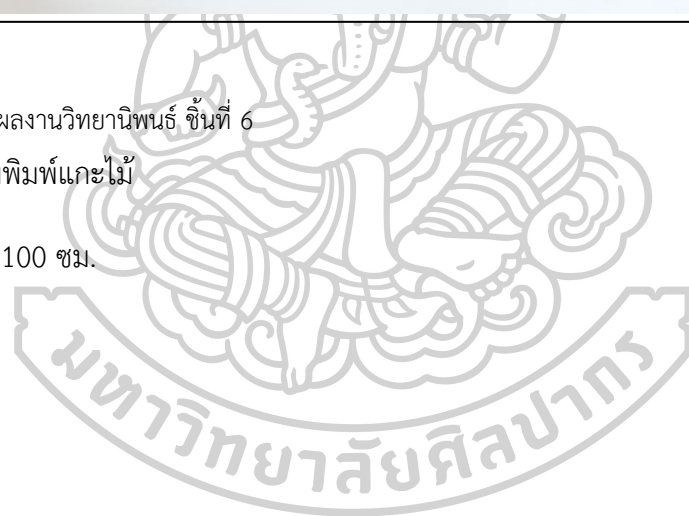 ผลงานวิทยานิพนธ์ ชิ้นที่ 6
พิมพ์แกะไม้
100 ซม.
มหาวิทยาลัยศิลปากร